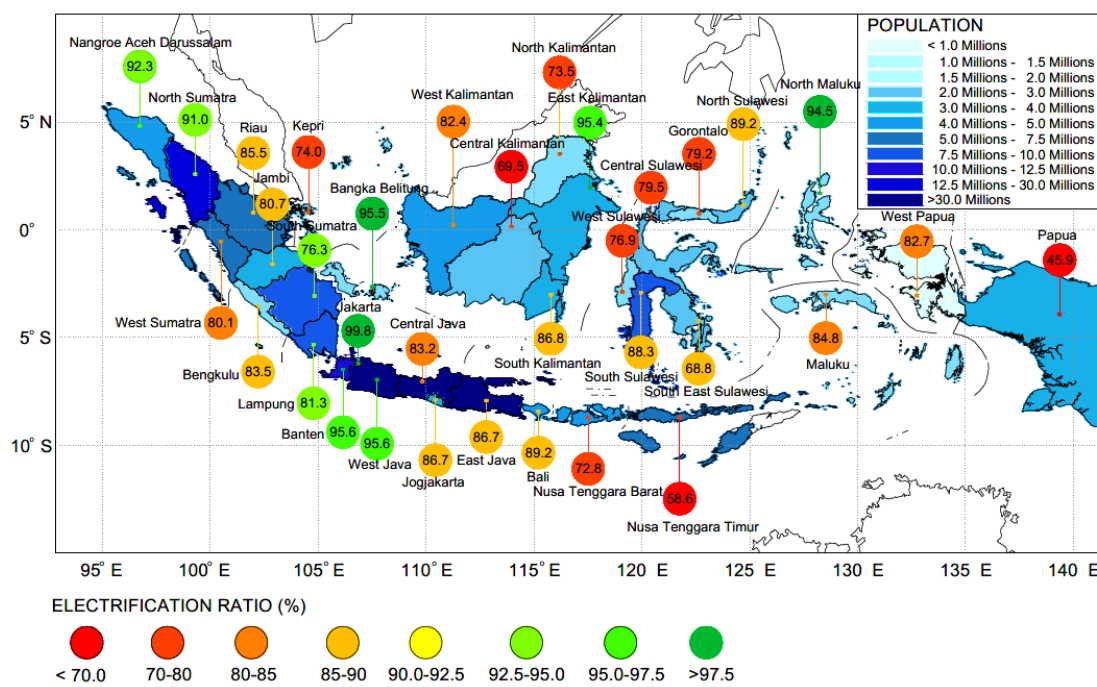 Nangroe Aceh Darussalam
92.3
North Sumatra
91.0
Riau
85.5
Jambi
80.7
Kepri
74.0
South Sumatra
76.3
Bangka Belitung
95.5
West Kalimantan
82.4
Central Kalimantan
69.5
North Kalimantan
73.5
East Kalimantan
95.4
North Sulawesi
89.2
Gorontalo
79.2
Central Sulawesi
79.5
West Sulawesi
76.9
North Maluku
94.5
West Papua
82.7
Papua
45.9
West Sumatra
80.1
Bengkulu
83.5
Lampung
81.3
Banten
95.6
Jakarta
99.8
West Java
95.6
Central Java
83.2
Jogjakarta
86.7
East Java
86.7
Bali
89.2
South Kalimantan
86.8
South Sulawesi
88.3
South East Sulawesi
68.8
Maluku
84.8
Nusa Tenggara Barat
72.8
Nusa Tenggara Timur
58.6
POPULATION
< 1.0 Millions
1.0 Millions - 1.5 Millions
1.5 Millions - 2.0 Millions
2.0 Millions - 3.0 Millions
3.0 Millions - 4.0 Millions
4.0 Millions - 5.0 Millions
5.0 Millions - 7.5 Millions
7.5 Millions - 10.0 Millions
10.0 Millions - 12.5 Millions
12.5 Millions - 30.0 Millions
>30.0 Millions
5° N
0°
5° S
10° S
95° E
100° E
105° E
110° E
115° E
120° E
125° E
130° E
135° E
140° E
ELECTRIFICATION RATIO (%)
< 70.0
70-80
80-85
85-90
90.0-92.5
92.5-95.0
95.0-97.5
>97.5